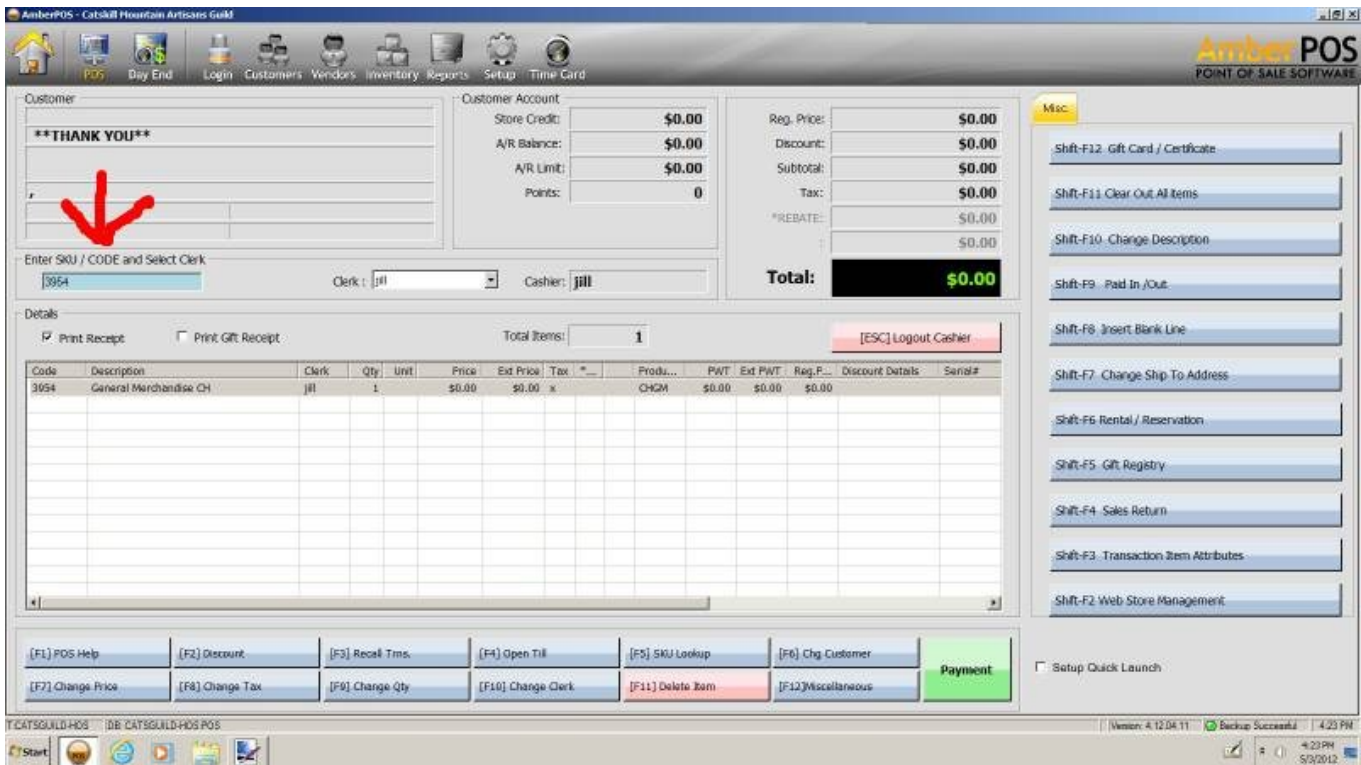 AmberPOS - Catskill Mountain Artisans Guild
POS Day End Login Customers Vendors Inventory Reports Setup Time Card
AmberPOS
POINT OF SALE SOFTWARE
Customer
**THANK YOU**
,
Customer Account
Store Credit: $0.00
A/R Balance: $0.00
A/R Limit: $0.00
Points: 0
Reg. Price: $0.00
Discount: $0.00
Subtotal: $0.00
Tax: $0.00
*REBATE: $0.00
: $0.00
Total: $0.00
Enter SKU / CODE and Select Clerk
3954
Clerk : jill
Cashier: jill
Details
Print Receipt
Print Gift Receipt
Total Items: 1
[ESC] Logout Cashier
Code Description Clerk Qty Unit Price Ext Price Tax *... Produ... PWT Ext PWT Reg.P... Discount Details Serial#
3954 General Merchandise CH jill 1 $0.00 $0.00 x CHGM $0.00 $0.00 $0.00
Misc
Shift-F12 Gift Card / Certificate
Shift-F11 Clear Out All Items
Shift-F10 Change Description
Shift-F9 Paid In /Out
Shift-F8 Insert Blank Line
Shift-F7 Change Ship To Address
Shift-F6 Rental / Reservation
Shift-F5 Gift Registry
Shift-F4 Sales Return
Shift-F3 Transaction Item Attributes
Shift-F2 Web Store Management
[F1] POS Help [F2] Discount [F3] Recall Trns. [F4] Open Till [F5] SKU Lookup [F6] Chg Customer
[F7] Change Price [F8] Change Tax [F9] Change Qty [F10] Change Clerk [F11] Delete Item [F12]Miscellaneous
Payment
Setup Quick Launch
T:CATSGUILD-HOS DB: CATSGUILD-HOS POS
Version: 4.12.04.11 Backup Successful 4:23 PM
Start
POS
4:23 PM
5/3/2012